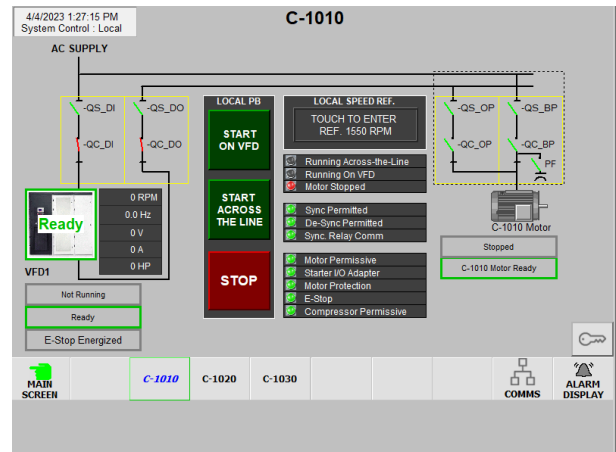 4/4/2023 1:27:15 PM
System Control : Local
C-1010
AC SUPPLY
-QS_DI
-QS_DO
-QC_DI
-QC_DO
LOCAL PB
START
ON VFD
START
ACROSS
THE LINE
STOP
LOCAL SPEED REF.
TOUCH TO ENTER
REF. 1550 RPM
Running Across-the-Line
Running On VFD
Motor Stopped
Sync Permitted
De-Sync Permitted
Sync. Relay Comm
Motor Permissive
Starter I/O Adapter
Motor Protection
E-Stop
Compressor Permissive
-QS_OP
-QS_BP
-QC_OP
-QC_BP
PF
C-1010 Motor
Stopped
C-1010 Motor Ready
Ready
0 RPM
0.0 Hz
0 V
0 A
0 HP
VFD1
Not Running
Ready
E-Stop Energized
MAIN
SCREEN
C-1010
C-1020
C-1030
COMMS
ALARM
DISPLAY